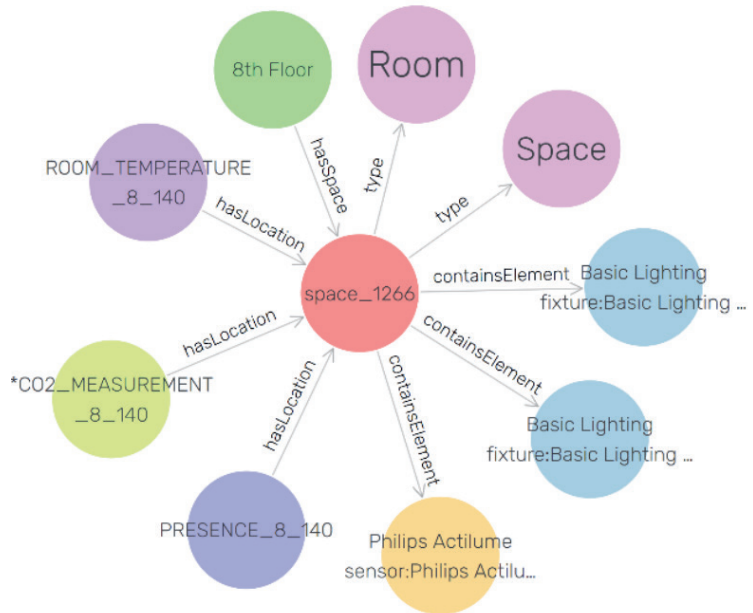 8th Floor
Room
Space
ROOM_TEMPERATURE
_8_140
hasSpace
type
type
hasLocation
space_1266
containsElement
Basic Lighting
fixture:Basic Lighting ...
hasLocation
containsElement
*CO2_MEASUREMENT
_8_140
hasLocation
containsElement
Basic Lighting
fixture:Basic Lighting ...
PRESENCE_8_140
Philips Actilume
sensor:Philips Actilu...